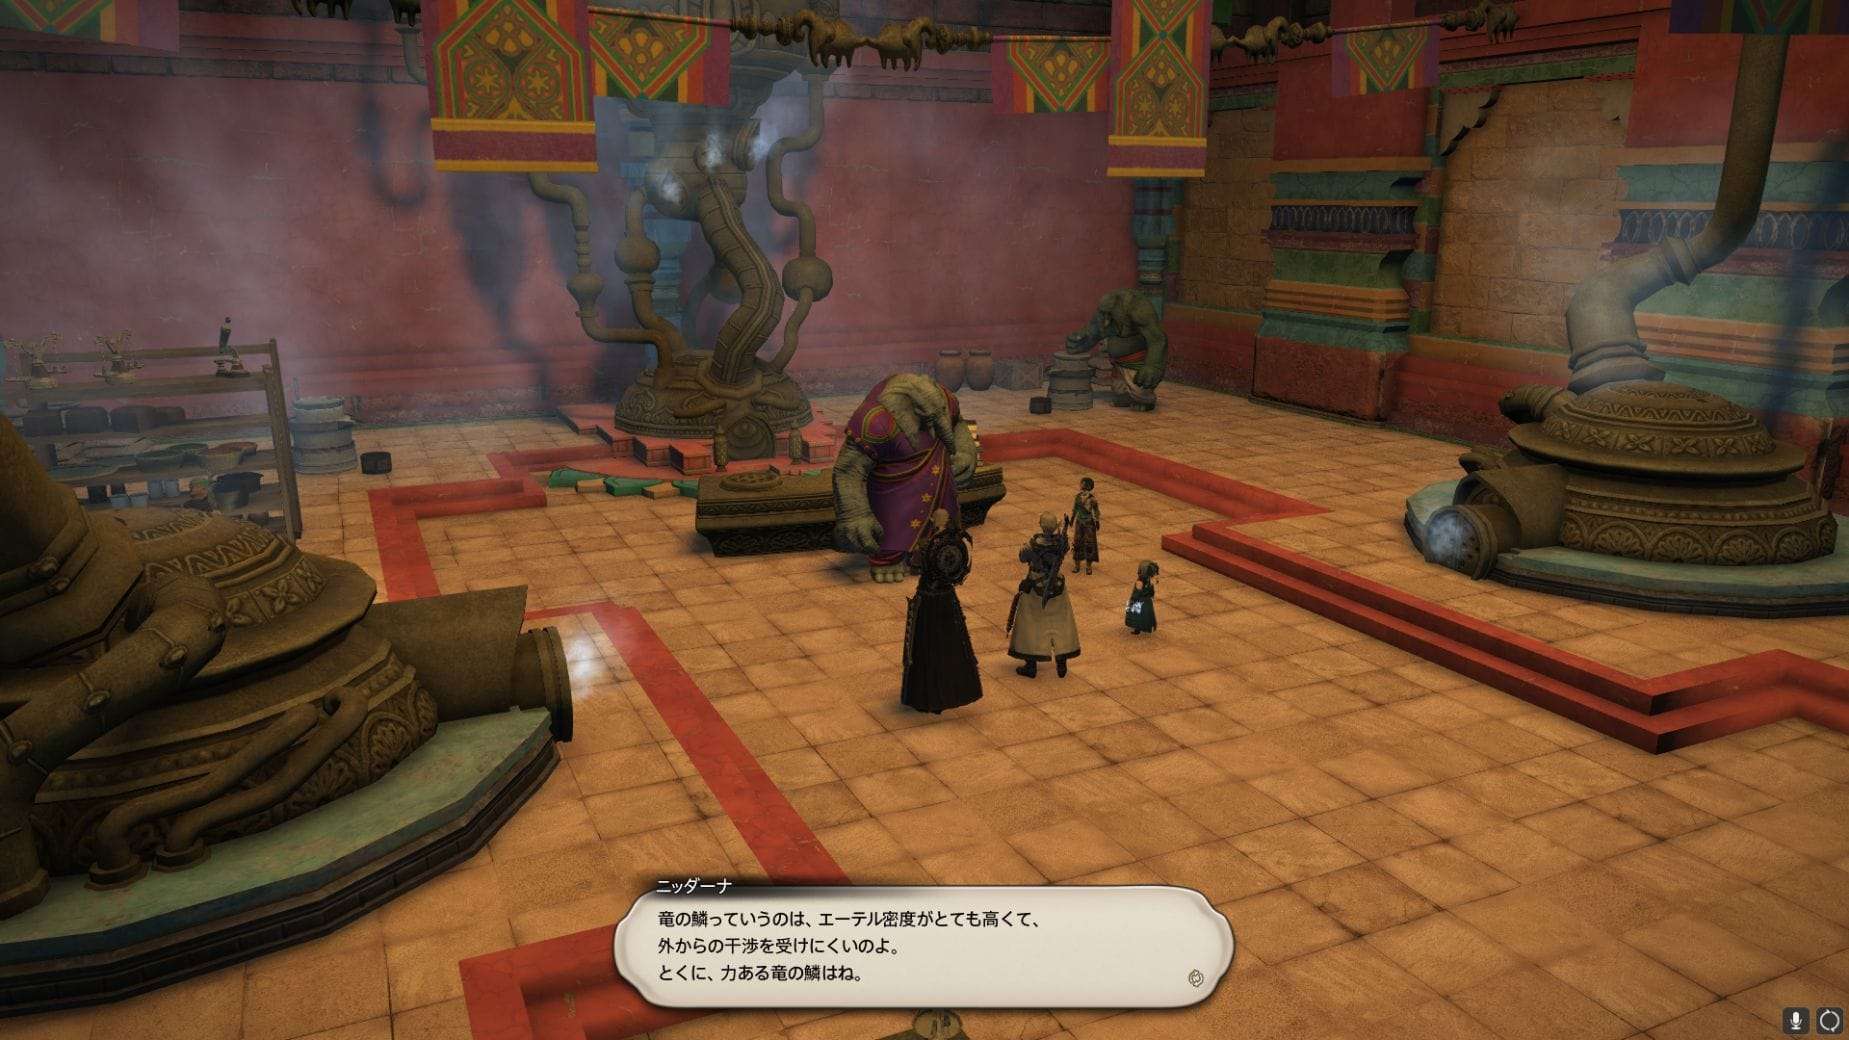 ニッダーナ
竜の鱗っていうのは、エーテル密度がとても高くて、
外からの干渉を受けにくいのよ。
とくに、力ある竜の鱗はね。